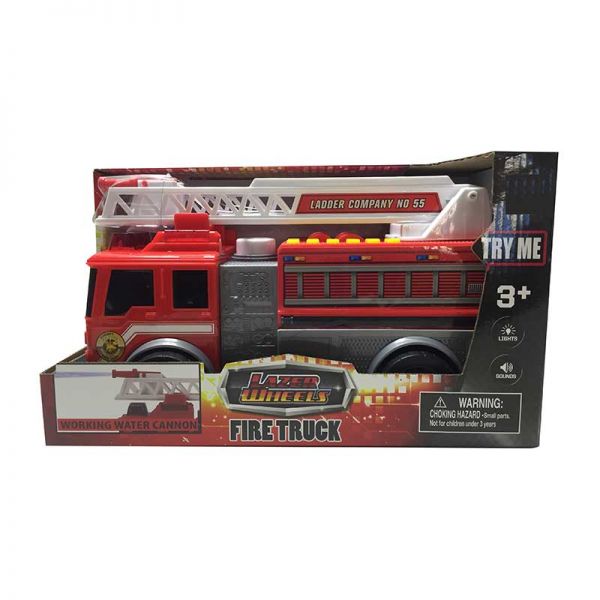 LADDER COMPANY NO 55
TRY ME
3+
LIGHTS
SOUNDS
LAZER
WHEELS
FIRE TRUCK
WORKING WATER CANNON
WARNING:
CHOKING HAZARD - Small parts.
Not for children under 3 years